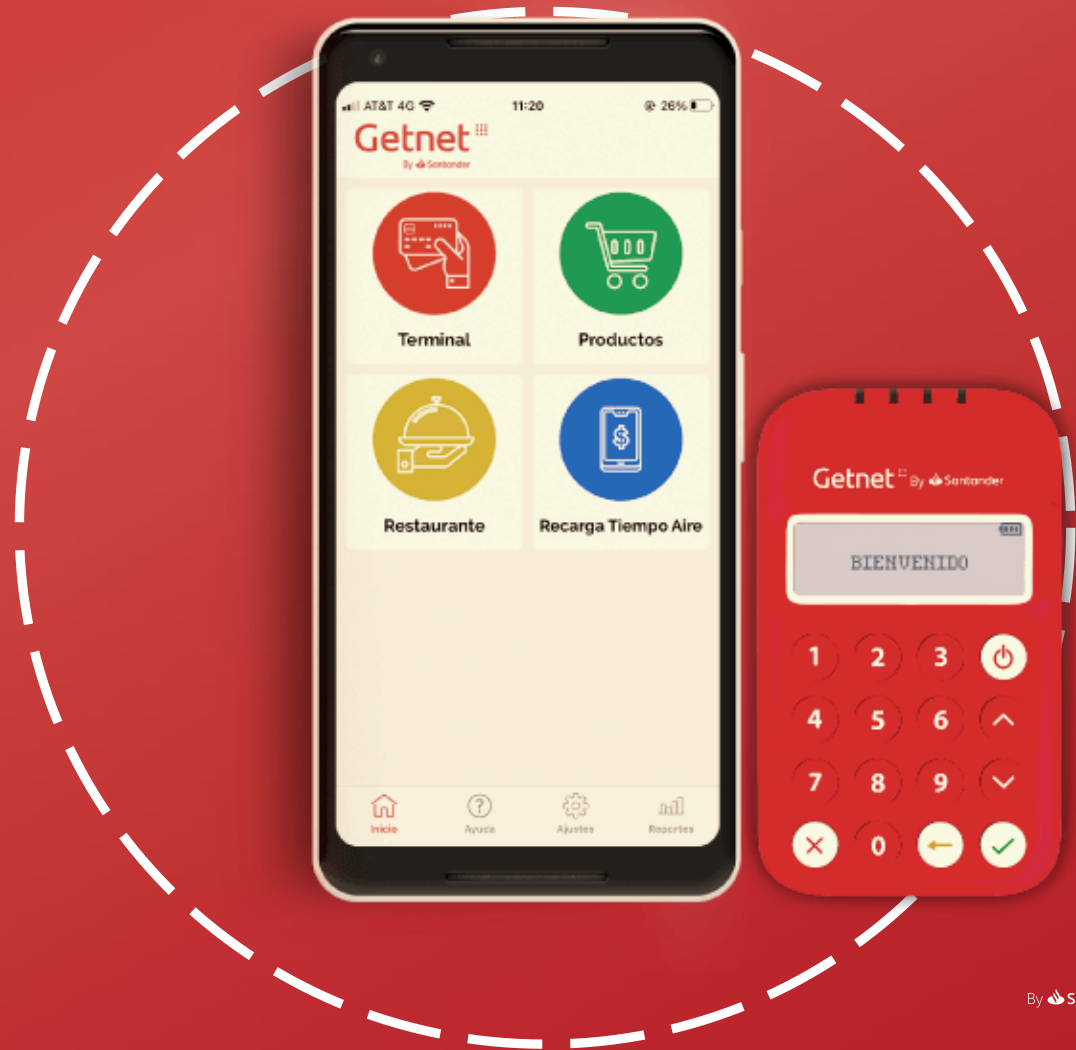 AT&T 4G 11:20 26%
Getnet
By Santander
Terminal
Productos
Restaurante
Recarga Tiempo Aire
Inicio
Ayuda
Ajustes
Reportes
Getnet By Santander
BIENVENIDO
1 2 3
4 5 6
7 8 9
0
By S